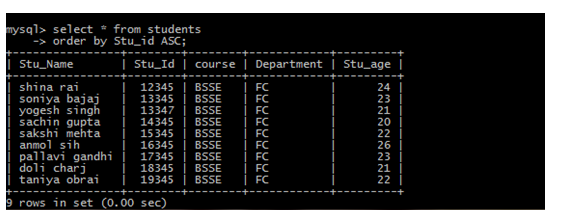 mysql> select * from students
-> order by Stu_id ASC;
| Stu_Name | Stu_Id | course | Department | Stu_age |
| shina rai | 12345 | BSSE | FC | 24 |
| soniya bajaj | 13345 | BSSE | FC | 23 |
| yogesh singh | 13347 | BSSE | FC | 21 |
| sachin gupta | 14345 | BSSE | FC | 20 |
| sakshi mehta | 15345 | BSSE | FC | 22 |
| anmol sih | 16345 | BSSE | FC | 26 |
| pallavi gandhi | 17345 | BSSE | FC | 23 |
| doli charj | 18345 | BSSE | FC | 21 |
| taniya obrai | 19345 | BSSE | FC | 22 |
9 rows in set (0.00 sec)